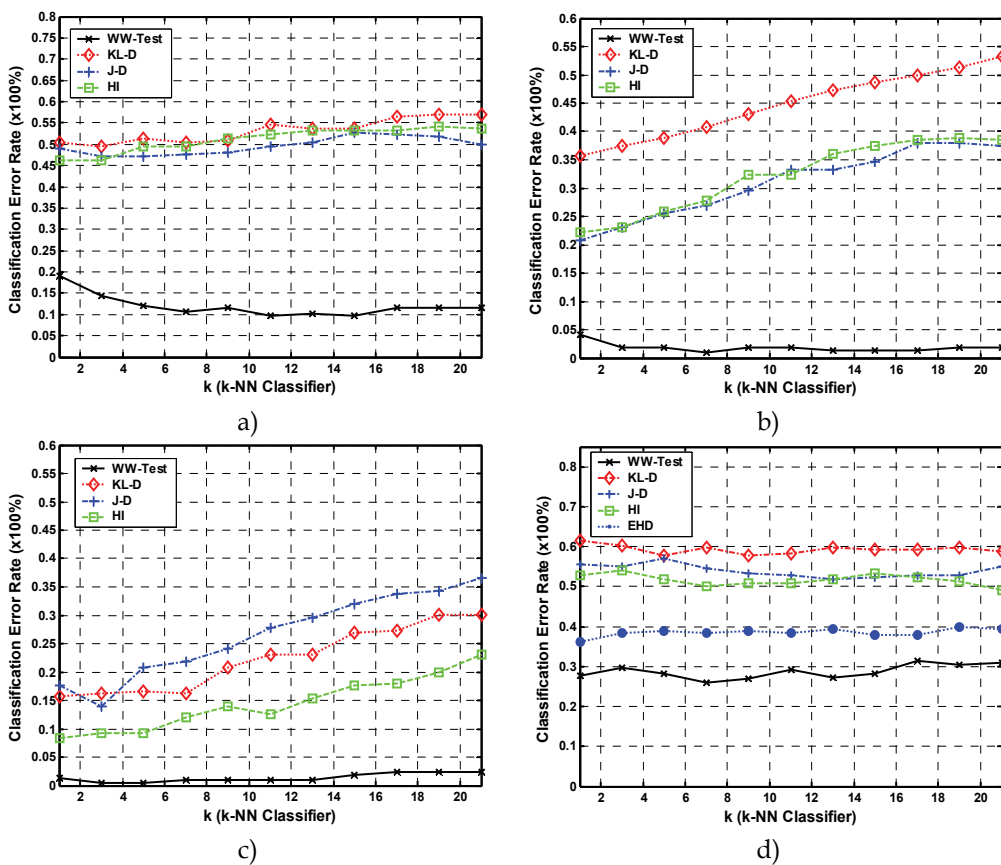 0.8
0.75
0.7
0.65
0.6
0.55
0.5
0.45
0.4
0.35
0.3
0.25
0.2
0.15
0.1
0.05
0
Classification Error Rate (x100%)
WW-Test
KL-D
J-D
HI
2 4 6 8 10 12 14 16 18 20
k (k-NN Classifier)
a)
0.6
0.55
0.5
0.45
0.4
0.35
0.3
0.25
0.2
0.15
0.1
0.05
0
Classification Error Rate (x100%)
WW-Test
KL-D
J-D
HI
2 4 6 8 10 12 14 16 18 20
k (k-NN Classifier)
b)
0.6
0.55
0.5
0.45
0.4
0.35
0.3
0.25
0.2
0.15
0.1
0.05
0
Classification Error Rate (x100%)
WW-Test
KL-D
J-D
HI
2 4 6 8 10 12 14 16 18 20
k (k-NN Classifier)
c)
0.8
0.7
0.6
0.5
0.4
0.3
0.2
0.1
0
Classification Error Rate (x100%)
WW-Test
KL-D
J-D
HI
EHD
2 4 6 8 10 12 14 16 18 20
k (k-NN Classifier)
d)